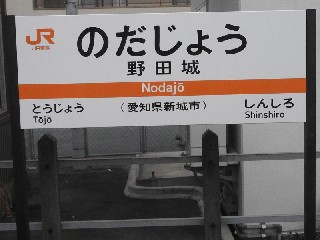 JR
のだじょう
野田城
Nodajō
とうじょう
Tōjō
(愛知県新城市)
しんしろ
Shinshiro